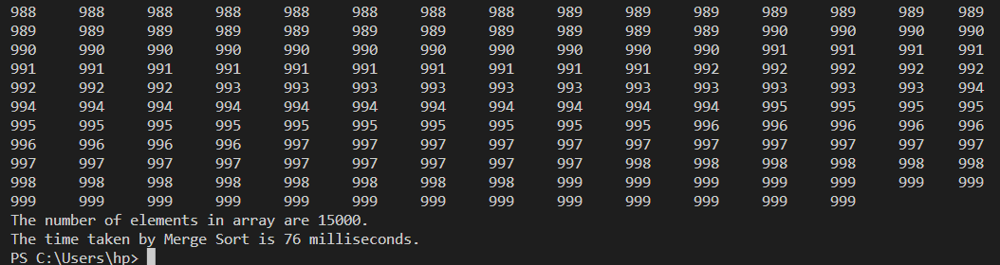 988 988 988 988 988 988 988 988 989 989 989 989 989 989 989
989 989 989 989 989 989 989 989 989 989 989 990 990 990 990
990 990 990 990 990 990 990 990 990 990 990 991 991 991 991
991 991 991 991 991 991 991 991 991 991 992 992 992 992 992
992 992 992 993 993 993 993 993 993 993 993 993 993 993 994
994 994 994 994 994 994 994 994 994 994 994 995 995 995 995
995 995 995 995 995 995 995 995 995 995 996 996 996 996 996
996 996 996 996 997 997 997 997 997 997 997 997 997 997 997
997 997 997 997 997 997 997 997 997 998 998 998 998 998 998
998 998 998 998 998 998 998 998 999 999 999 999 999 999 999
999 999 999 999 999 999 999 999 999 999 999 999 999
The number of elements in array are 15000.
The time taken by Merge Sort is 76 milliseconds.
PS C:\Users\hp>